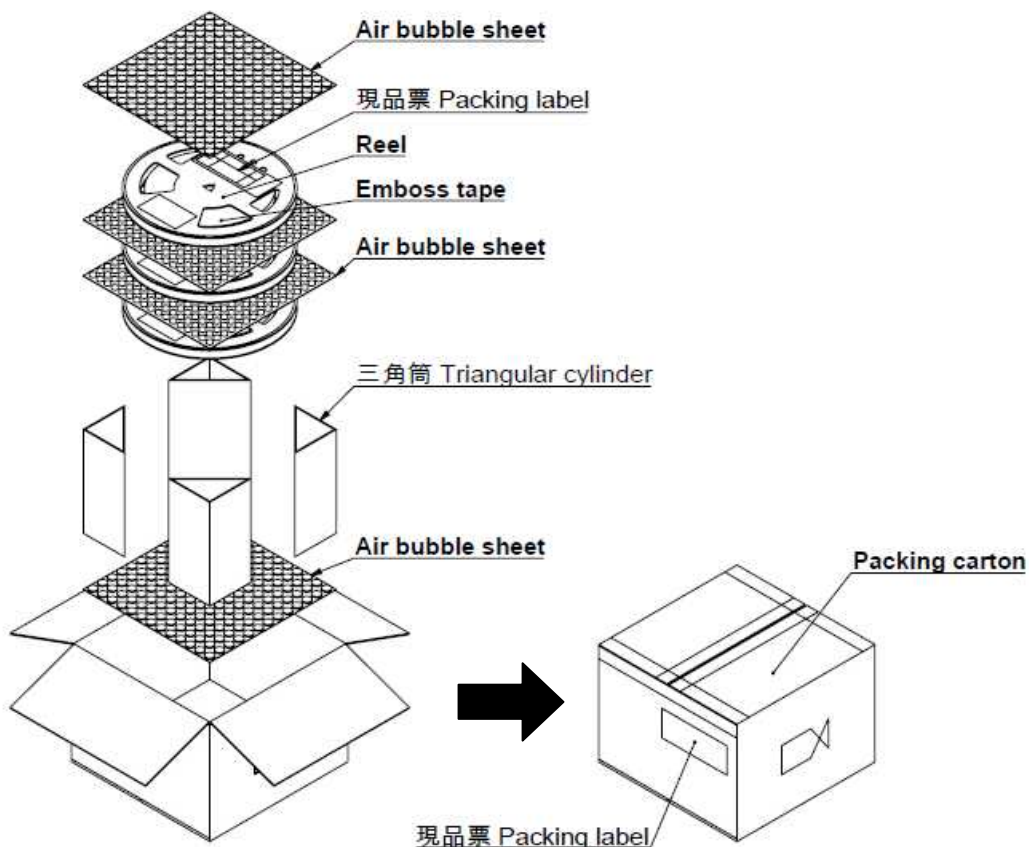 Air bubble sheet
現品票 Packing label
Reel
Emboss tape
Air bubble sheet
三角筒 Triangular cylinder
Air bubble sheet
Packing carton
現品票 Packing label